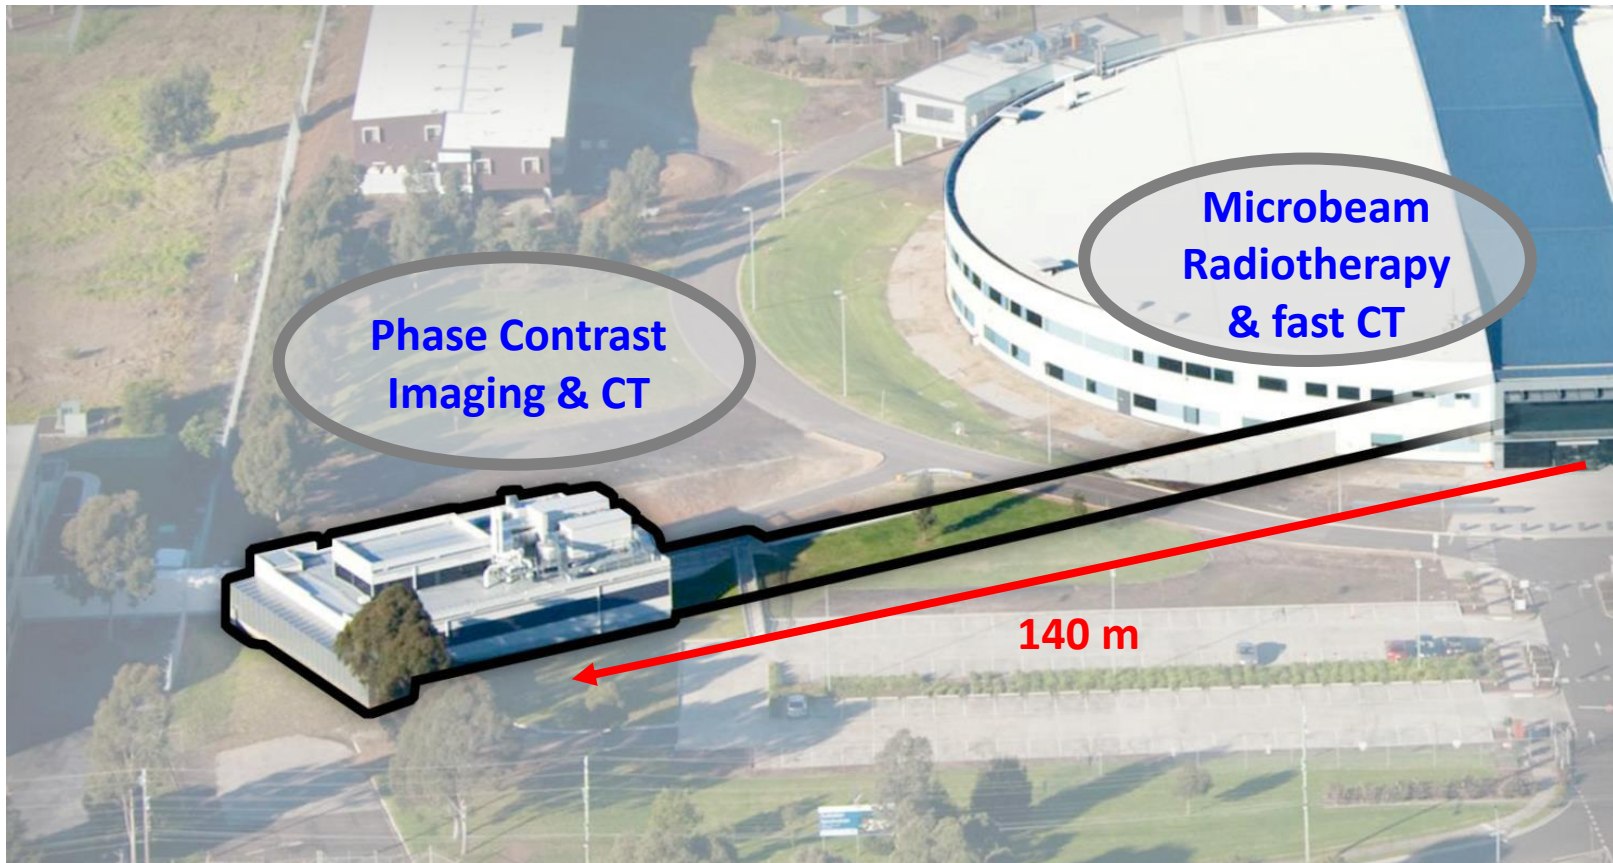 Microbeam
Radiotherapy
& fast CT
Phase Contrast
Imaging & CT
140 m